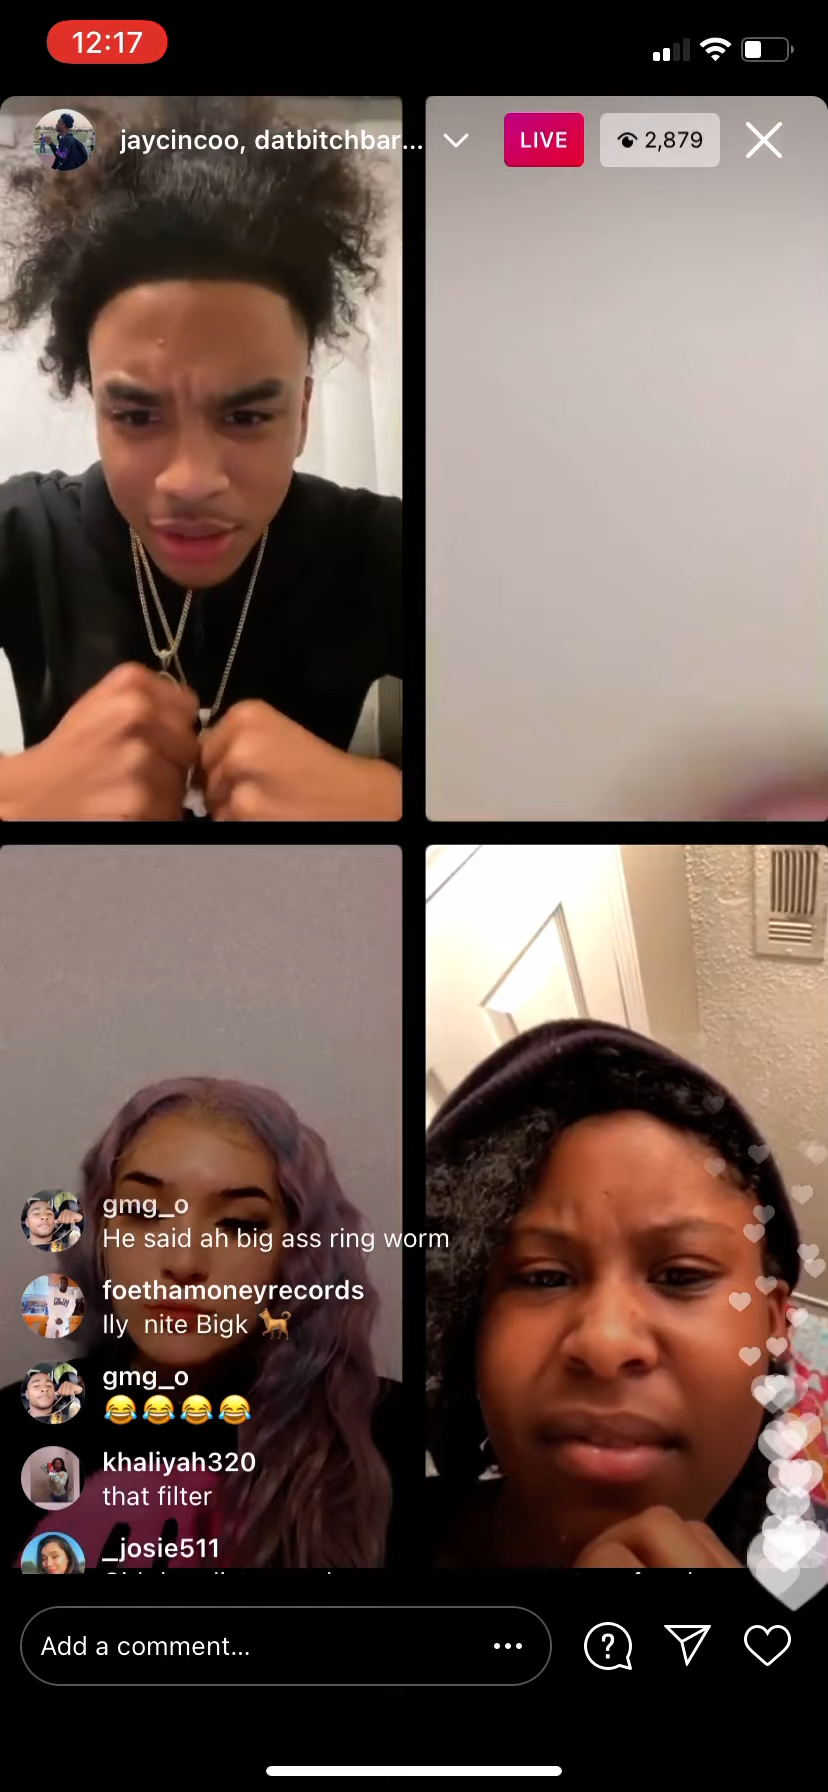 12:17
jaycincoo, datbitchbar...
LIVE
2,879
gmg_o
He said ah big ass ring worm
foethamoneyrecords
Ily nite Bigk 🐕
gmg_o
😂😂😂😂
khaliyah320
that filter
_josie511
Add a comment...